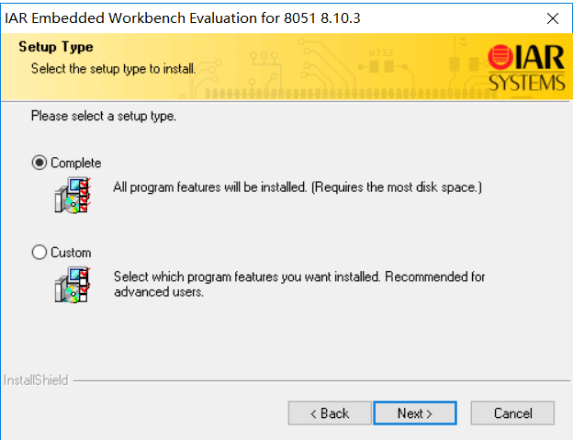 IAR Embedded Workbench Evaluation for 8051 8.10.3
Setup Type
Select the setup type to install.
R752
IAR
SYSTEMS
Please select a setup type.
Complete
All program features will be installed. (Requires the most disk space.)
Custom
Select which program features you want installed. Recommended for
advanced users.
InstallShield
< Back
Next >
Cancel